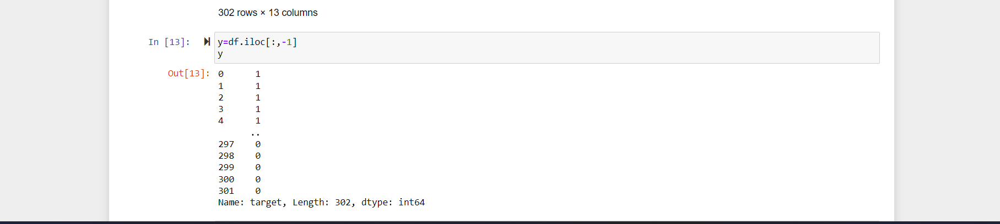 302 rows × 13 columns
In [13]: y=df.iloc[:,-1]
y
Out[13]: 0 1
1 1
2 1
3 1
4 1
..
297 0
298 0
299 0
300 0
301 0
Name: target, Length: 302, dtype: int64